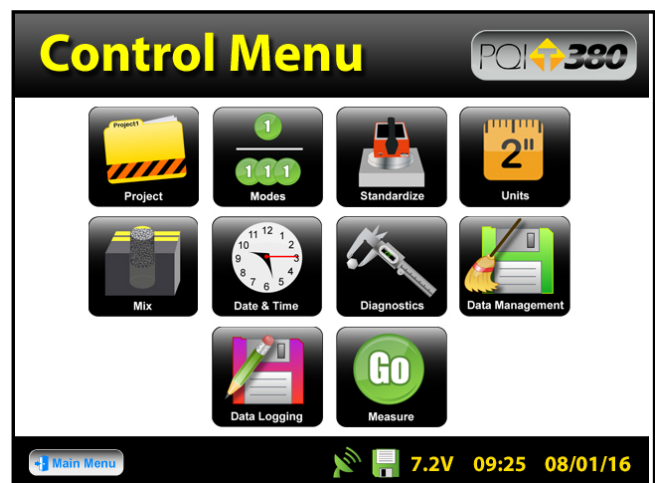 Control Menu
PQI T 380
Project1
1
1 1 1
2"
Project
Modes
Standardize
Units
11 12 1
10 2
9 3
8 4
7 6 5
Mix
Date & Time
Diagnostics
Data Management
Go
Data Logging
Measure
Main Menu
7.2V 09:25 08/01/16